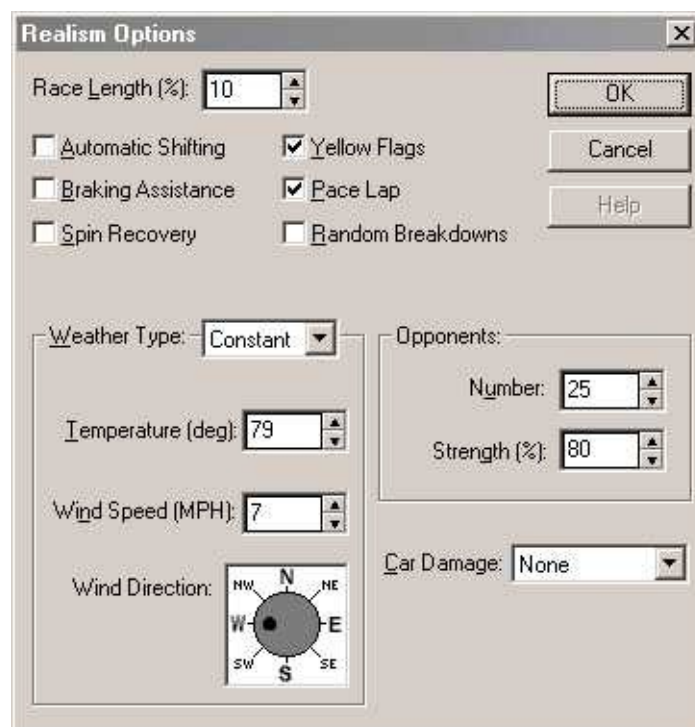 Realism Options
Race Length (%): 10
OK
Automatic Shifting
Yellow Flags
Cancel
Braking Assistance
Pace Lap
Help
Spin Recovery
Random Breakdowns
Weather Type: Constant
Opponents:
Number: 25
Temperature (deg): 79
Strength (%): 80
Wind Speed (MPH): 7
Car Damage: None
Wind Direction:
NW N NE
W E
SW S SE